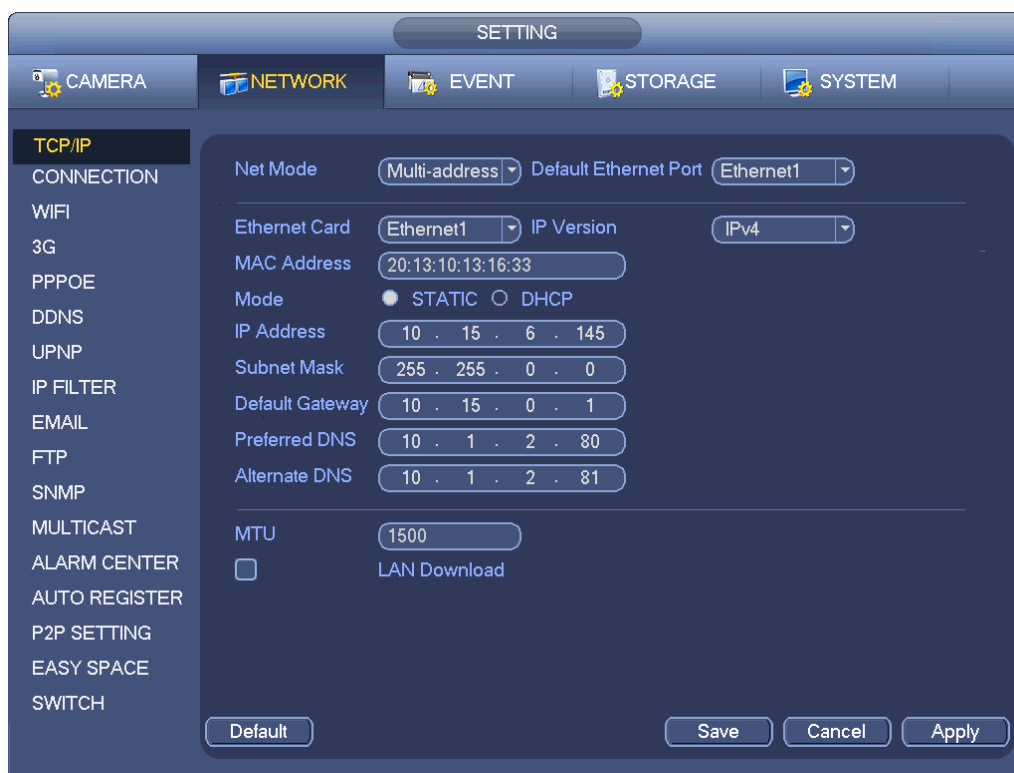 SETTING
CAMERA NETWORK EVENT STORAGE SYSTEM
TCP/IP
CONNECTION
WIFI
3G
PPPOE
DDNS
UPNP
IP FILTER
EMAIL
FTP
SNMP
MULTICAST
ALARM CENTER
AUTO REGISTER
P2P SETTING
EASY SPACE
SWITCH
Net Mode Multi-address Default Ethernet Port Ethernet1
Ethernet Card Ethernet1 IP Version IPv4
MAC Address 20:13:10:13:16:33
Mode STATIC DHCP
IP Address 10 . 15 . 6 . 145
Subnet Mask 255 . 255 . 0 . 0
Default Gateway 10 . 15 . 0 . 1
Preferred DNS 10 . 1 . 2 . 80
Alternate DNS 10 . 1 . 2 . 81
MTU 1500
LAN Download
Default Save Cancel Apply